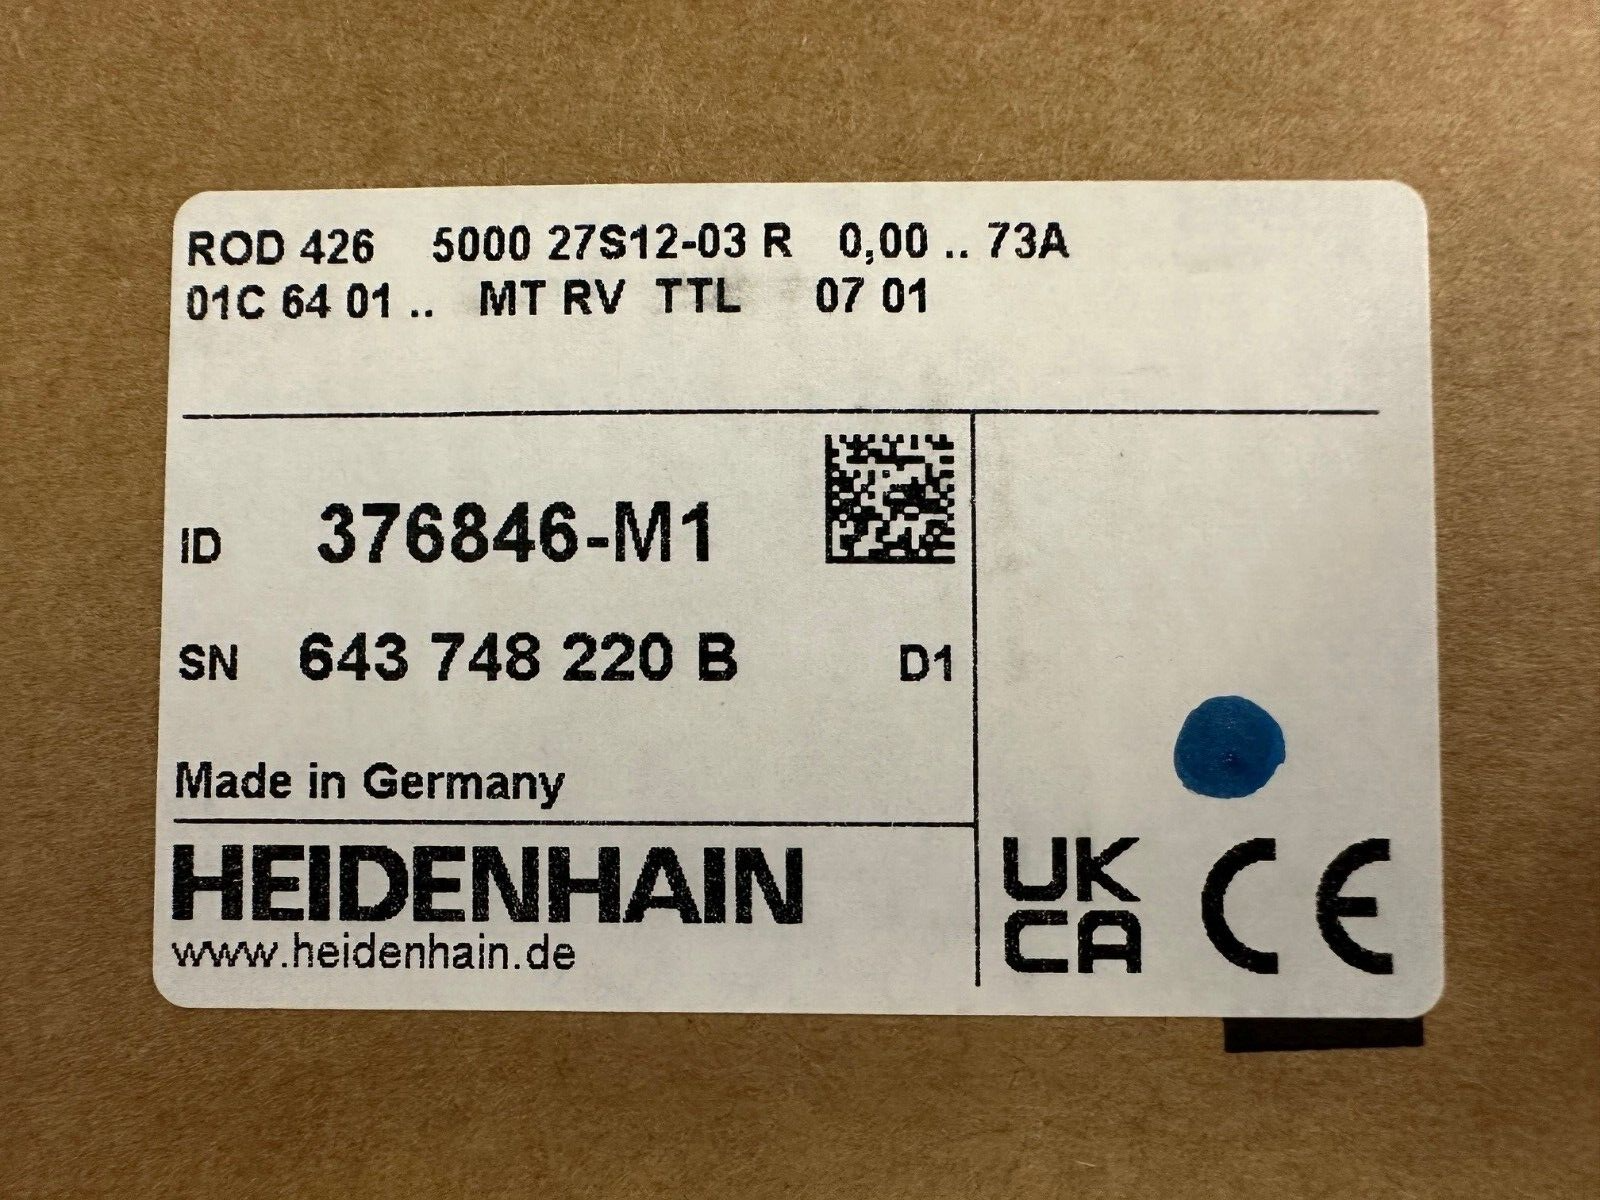 ROD 426 5000 27S12-03 R 0,00 .. 73A
01C 64 01 .. MT RV TTL 07 01
ID 376846-M1
SN 643 748 220 B D1
Made in Germany
HEIDENHAIN
www.heidenhain.de
UK
CA
CE